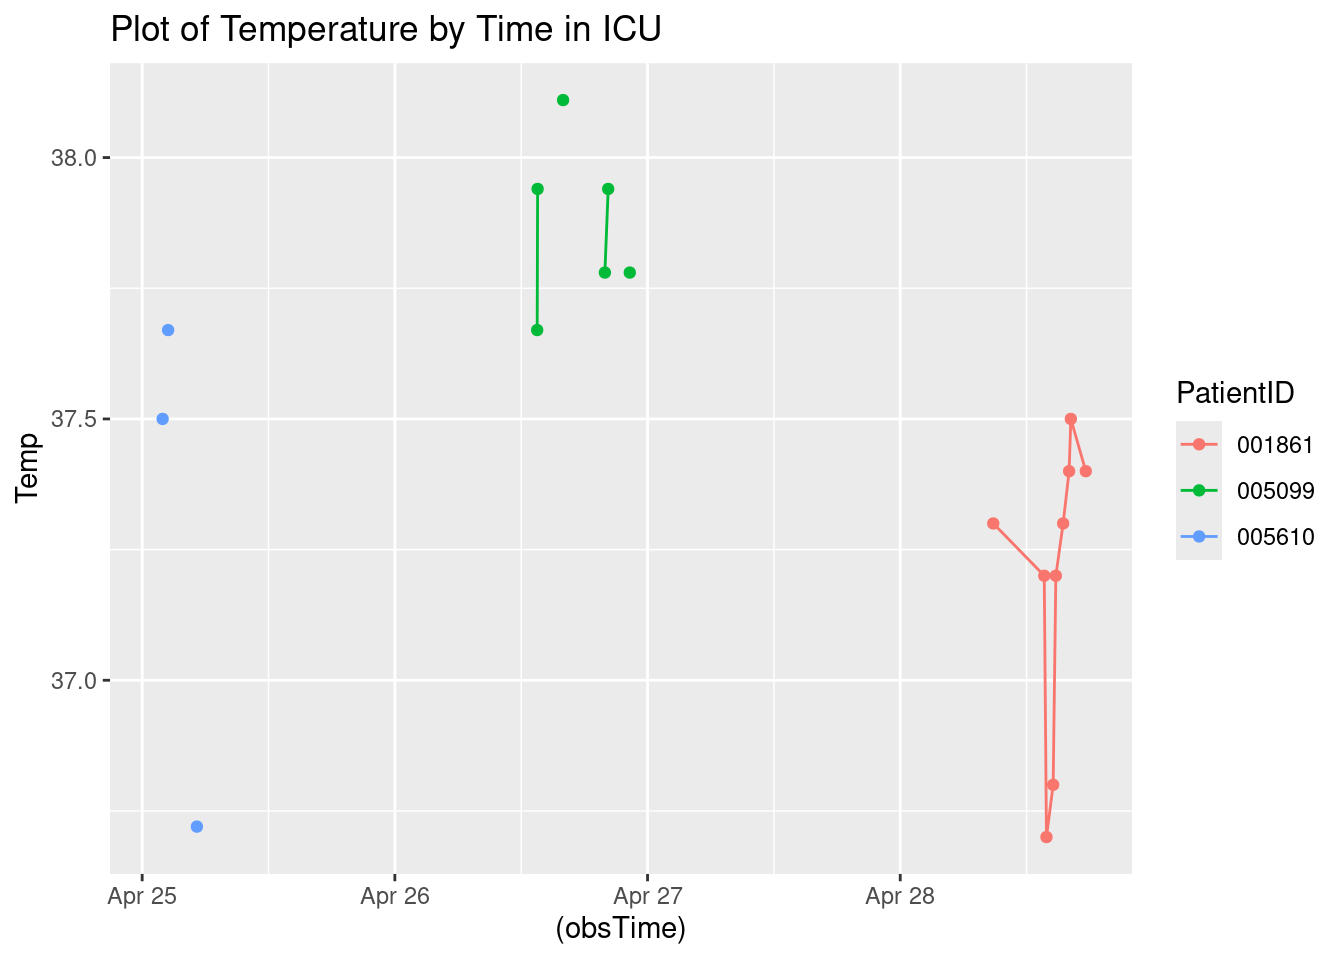 Plot of Temperature by Time in ICU
38.0
37.5
37.0
Temp
Apr 25
Apr 26
Apr 27
Apr 28
(obsTime)
PatientID
001861
005099
005610